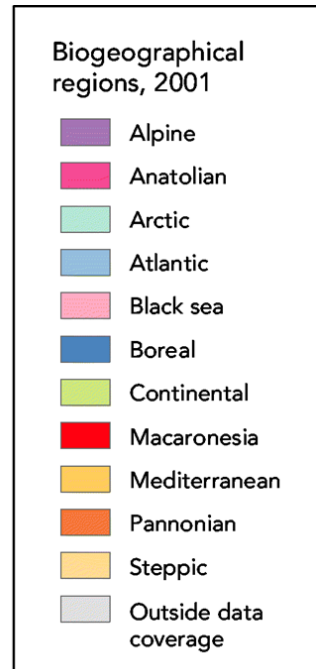 Biogeographical
regions, 2001
Alpine
Anatolian
Arctic
Atlantic
Black sea
Boreal
Continental
Macaronesia
Mediterranean
Pannonian
Steppic
Outside data
coverage